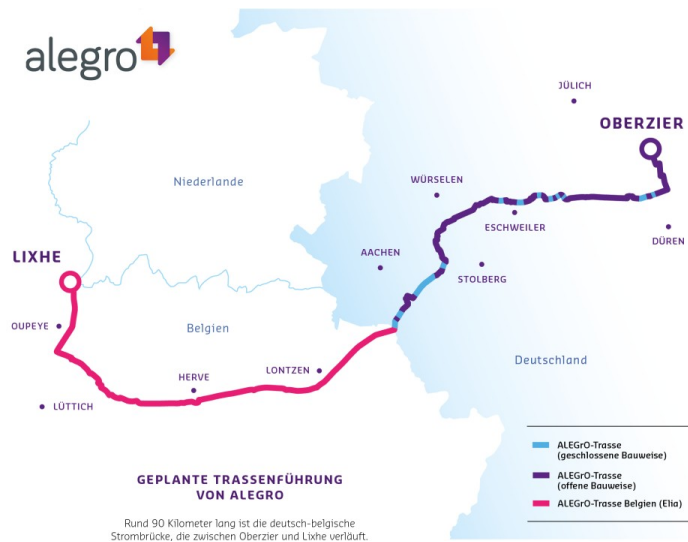 alegro
JÜLICH
OBERZIER
Niederlande
WÜRSELEN
ESCHWEILER
DÜREN
AACHEN
STOLBERG
LIXHE
OUPEYE
Belgien
LONTZEN
HERVE
LÜTTICH
Deutschland
ALEGrO-Trasse
(geschlossene Bauweise)
ALEGrO-Trasse
(offene Bauweise)
ALEGrO-Trasse Belgien (Elia)
GEPLANTE TRASSENFÜHRUNG
VON ALEGRO
Rund 90 Kilometer lang ist die deutsch-belgische
Strombrücke, die zwischen Oberzier und Lixhe verläuft.